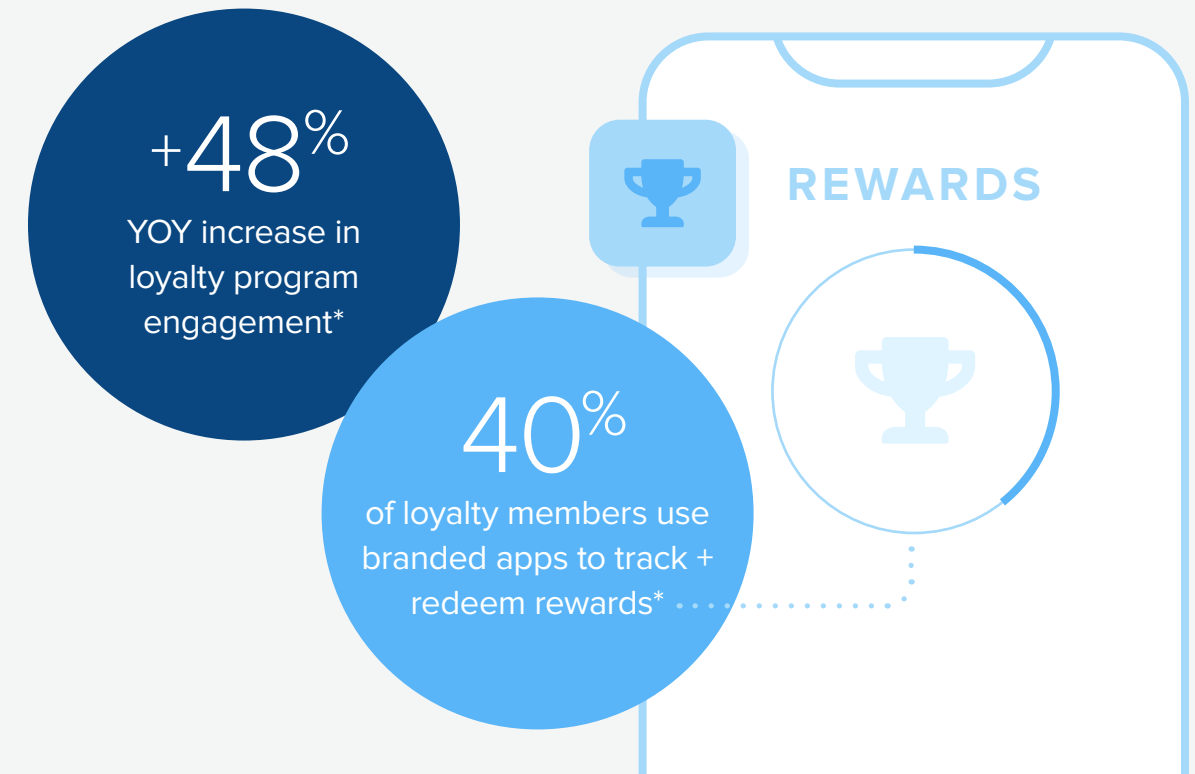 +48%
YOY increase in
loyalty program
engagement*
REWARDS
40%
of loyalty members use
branded apps to track +
redeem rewards*